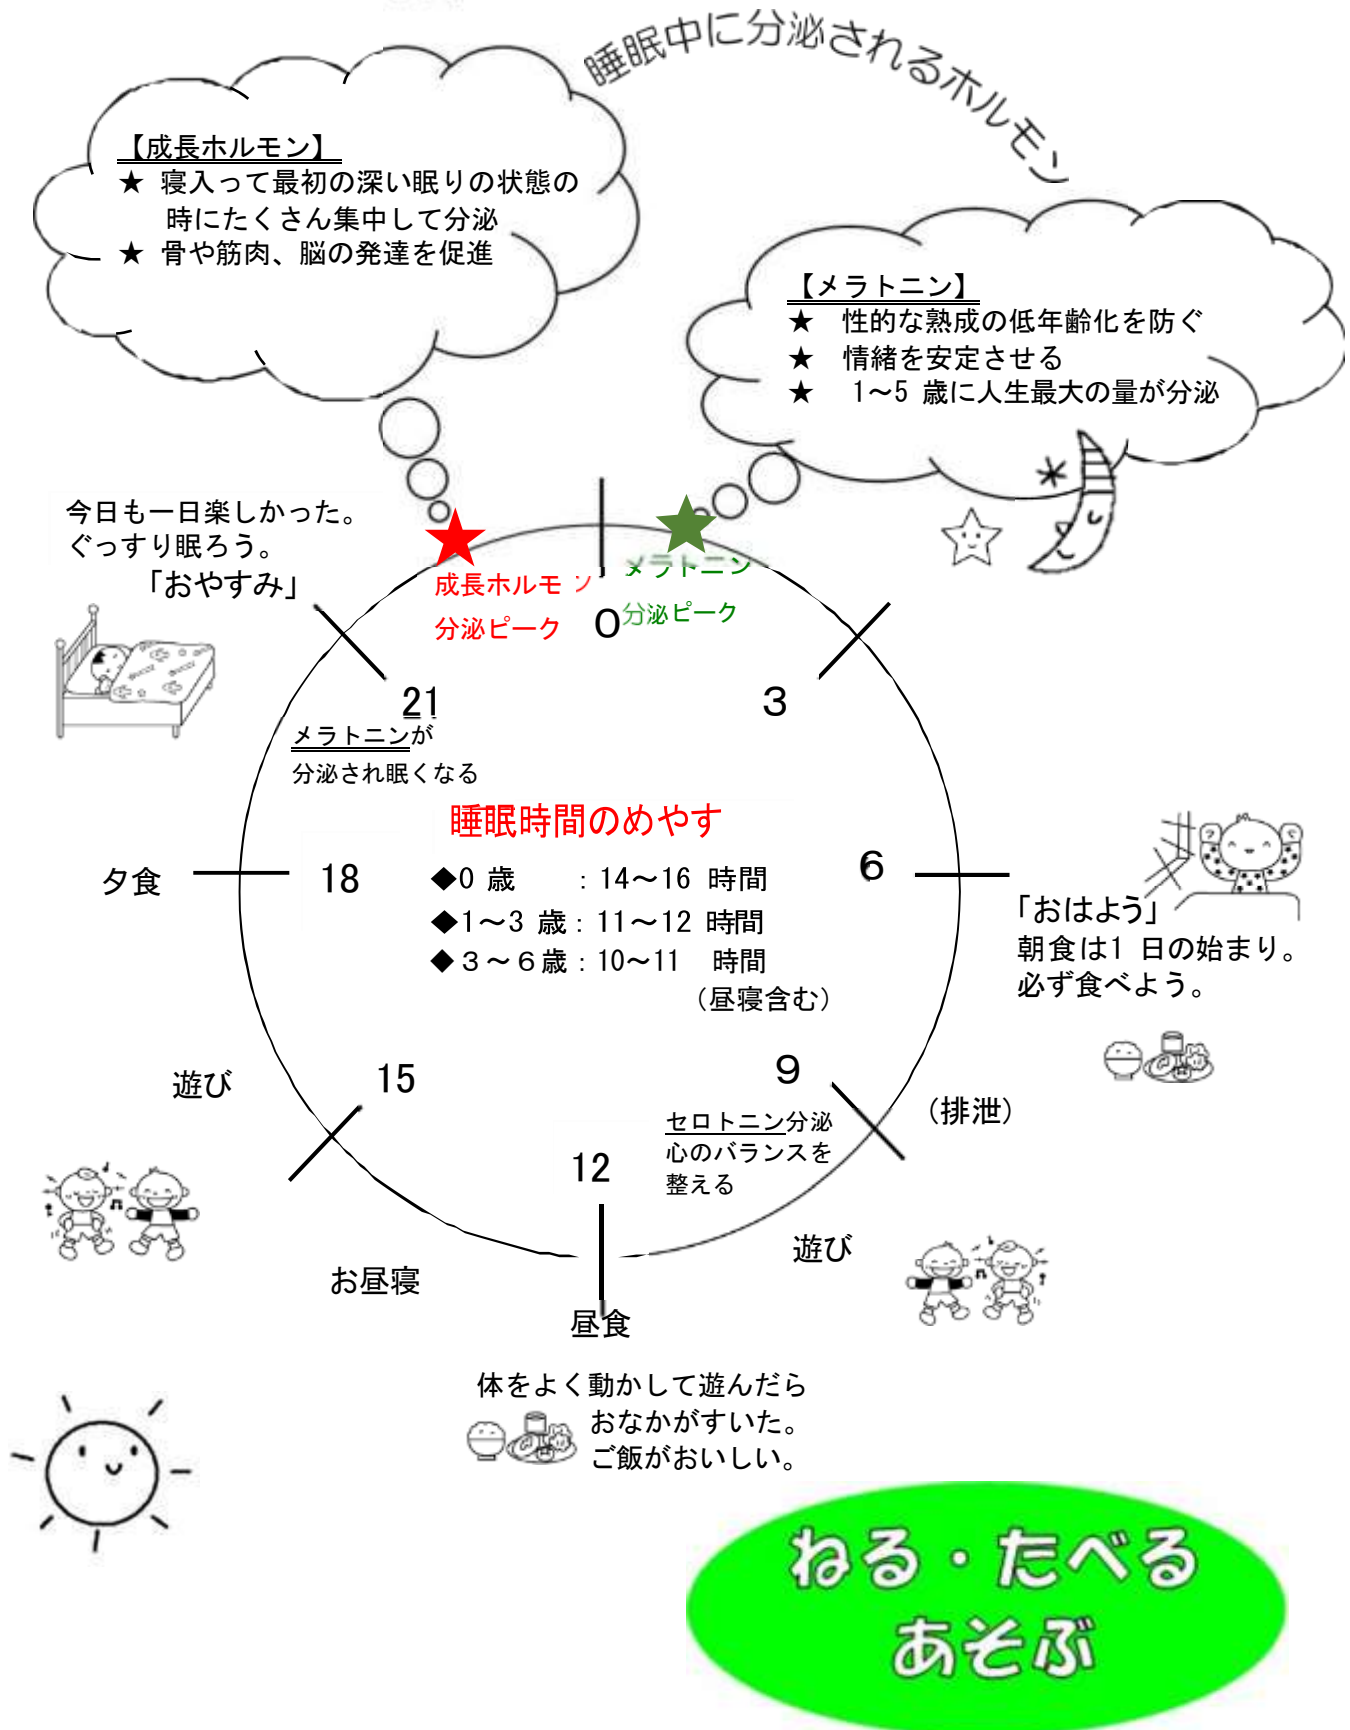 睡眠中に分泌されるホルモン
【成長ホルモン】
★ 寝入って最初の深い眠りの状態の
時にたくさん集中して分泌
★ 骨や筋肉、脳の発達を促進
【メラトニン】
★ 性的な熟成の低年齢化を防ぐ
★ 情緒を安定させる
★ 1～5 歳に人生最大の量が分泌
今日も一日楽しかった。
ぐっすり眠ろう。
「おやすみ」
成長ホルモン
分泌ピーク
メラトニン
分泌ピーク
0
3
21
メラトニンが
分泌され眠くなる
睡眠時間のめやす
◆0 歳 : 14～16 時間
◆1～3 歳 : 11～12 時間
◆３～６歳 : 10～11 時間
（昼寝含む）
夕食
18
6
「おはよう」
朝食は1 日の始まり。
必ず食べよう。
遊び
15
9
（排泄）
セロトニン分泌
心のバランスを
整える
12
遊び
お昼寝
昼食
体をよく動かして遊んだら
おなかがすいた。
ご飯がおいしい。
ねる・たべる
あそぶ